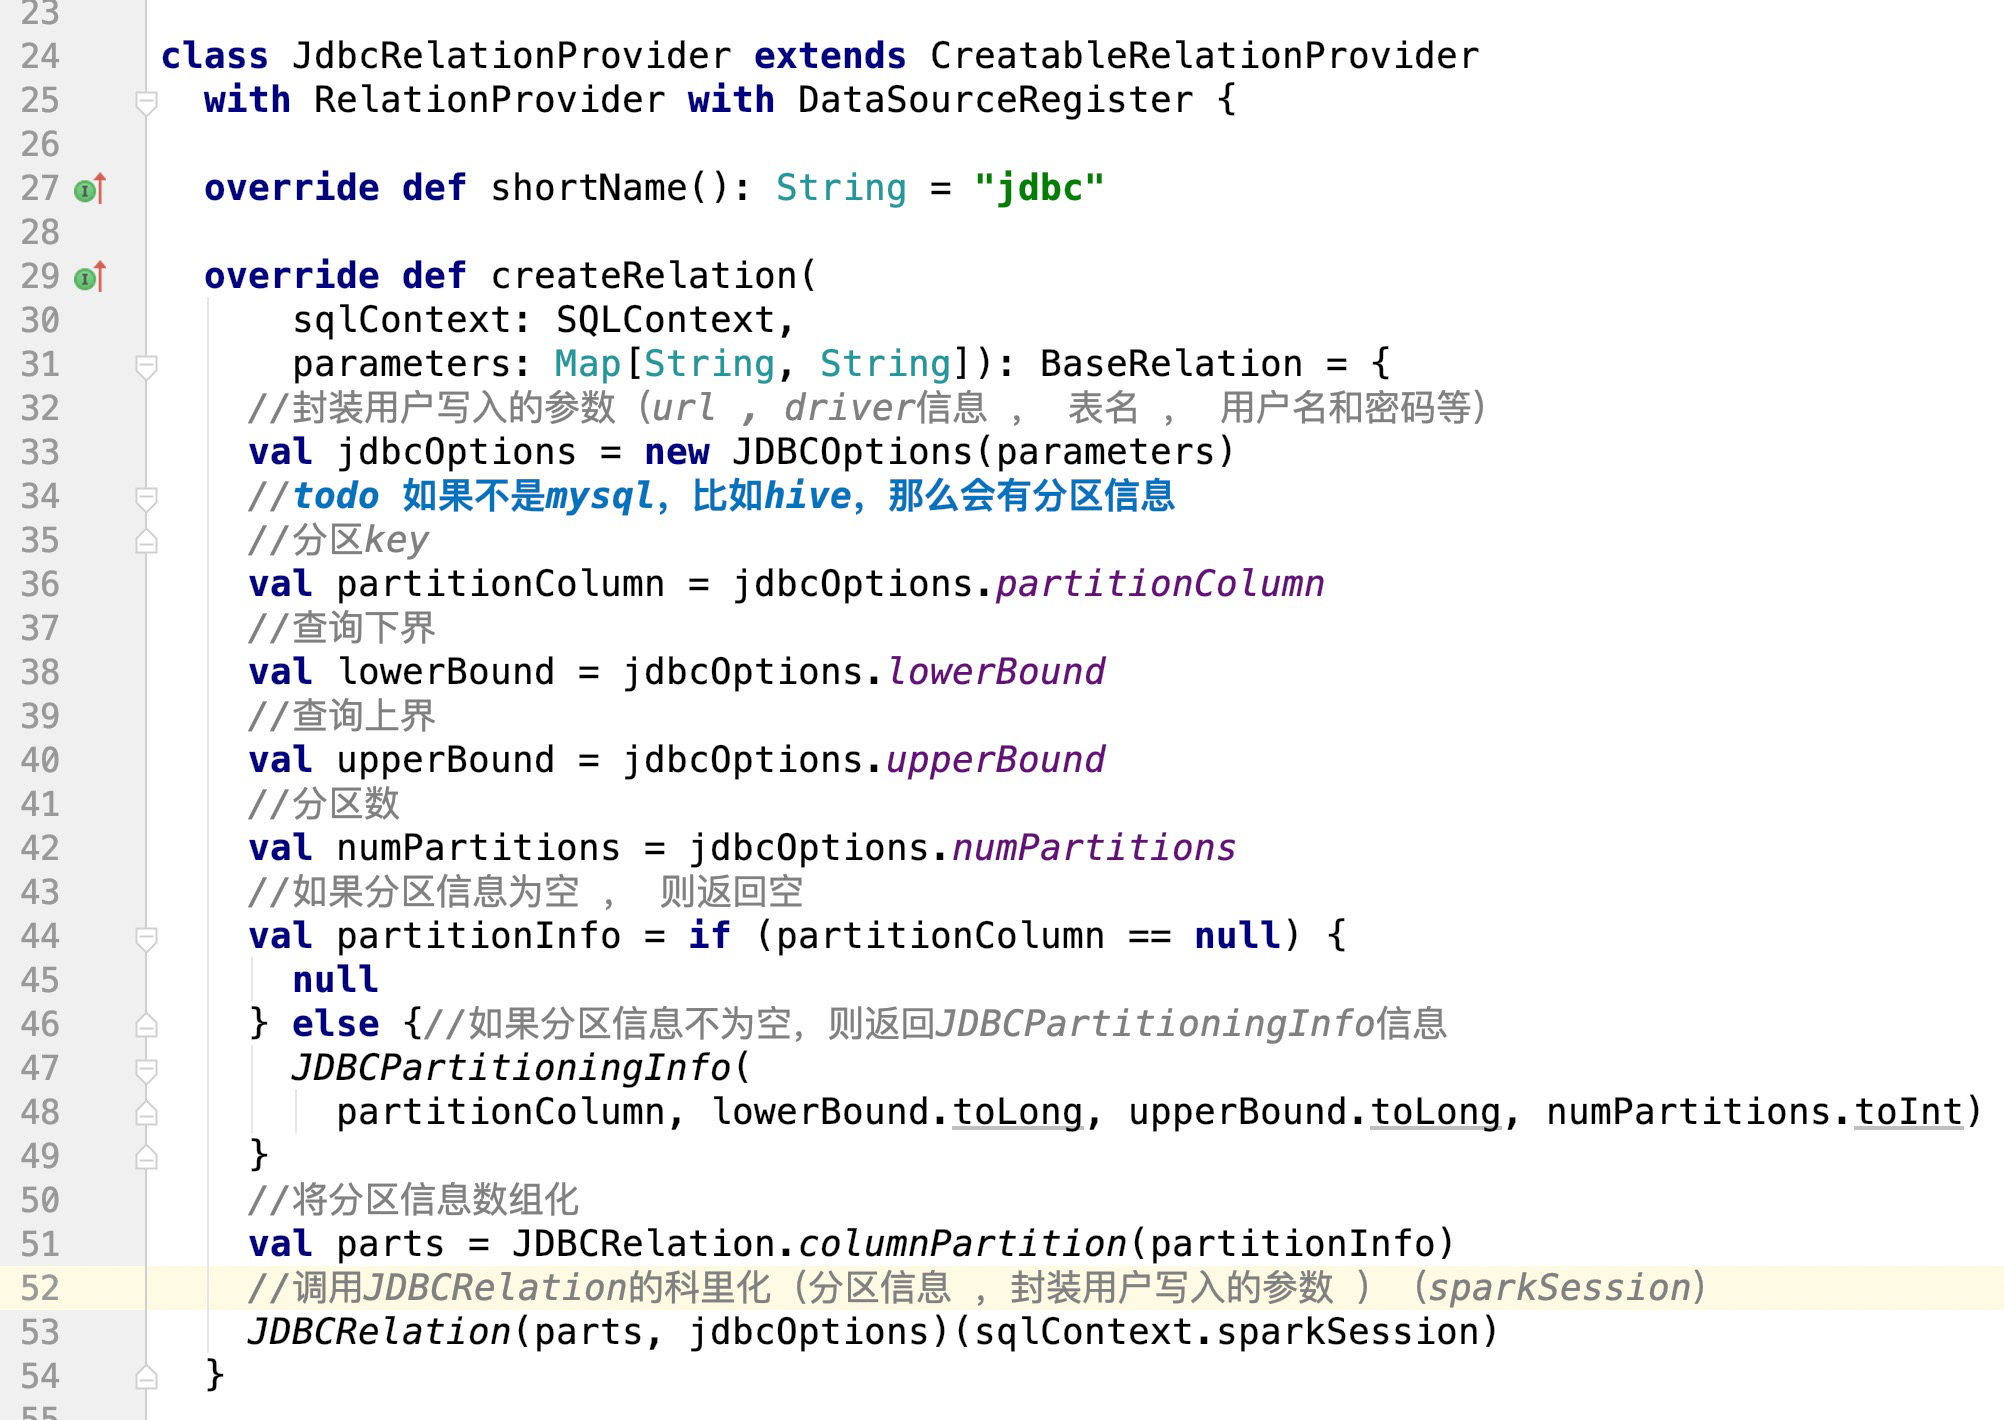 23
24 class JdbcRelationProvider extends CreatableRelationProvider
25 with RelationProvider with DataSourceRegister {
26
27 override def shortName(): String = "jdbc"
28
29 override def createRelation(
30 sqlContext: SQLContext,
31 parameters: Map[String, String]): BaseRelation = {
32 //封装用户写入的参数（url , driver信息 ， 表名 ， 用户名和密码等）
33 val jdbcOptions = new JDBCOptions(parameters)
34 //todo 如果不是mysql，比如hive，那么会有分区信息
35 //分区key
36 val partitionColumn = jdbcOptions.partitionColumn
37 //查询下界
38 val lowerBound = jdbcOptions.lowerBound
39 //查询上界
40 val upperBound = jdbcOptions.upperBound
41 //分区数
42 val numPartitions = jdbcOptions.numPartitions
43 //如果分区信息为空 ， 则返回空
44 val partitionInfo = if (partitionColumn == null) {
45 null
46 } else {//如果分区信息不为空，则返回JDBCPartitioningInfo信息
47 JDBCPartitioningInfo(
48 partitionColumn, lowerBound.toLong, upperBound.toLong, numPartitions.toInt)
49 }
50 //将分区信息数组化
51 val parts = JDBCRelation.columnPartition(partitionInfo)
52 //调用JDBCRelation的科里化（分区信息 ，封装用户写入的参数 ）（sparkSession）
53 JDBCRelation(parts, jdbcOptions)(sqlContext.sparkSession)
54 }
55